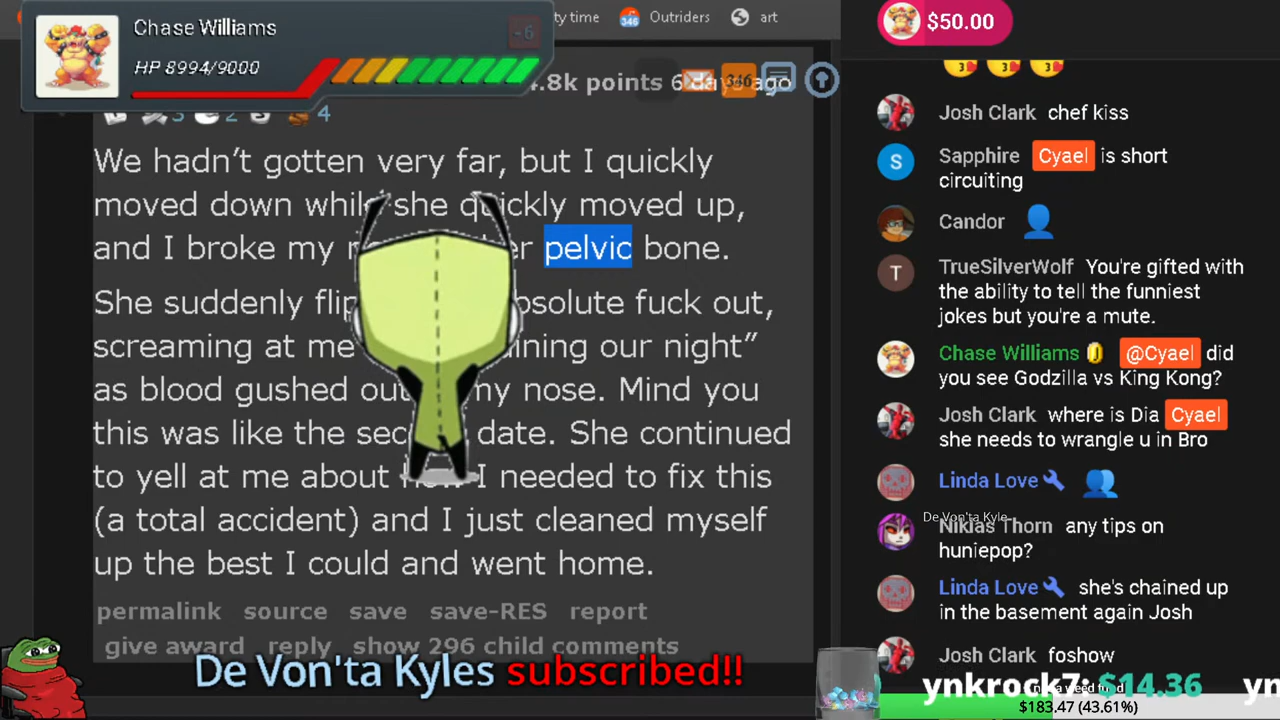 Chase Williams
-6
HP 8994/9000
ty time
346
Outriders
art
.8k points 6 days ago
346
3 2 4
We hadn't gotten very far, but I quickly
moved down while she quickly moved up,
and I broke my pelvic bone.
She suddenly fuck out,
screaming at me our night”
as blood gushed out my nose. Mind you
this was like the date. She continued
to yell at me about I needed to fix this
(a total accident) and I just cleaned myself
up the best I could and went home.
permalink source save save-RES report
give award reply show 296 child comments
De Von'ta Kyles subscribed!!
$50.00
Josh Clark chef kiss
S
Sapphire Cyael is short
circuiting
Candor
T
TrueSilverWolf You're gifted with
the ability to tell the funniest
jokes but you're a mute.
Chase Williams @Cyael did
you see Godzilla vs King Kong?
Josh Clark where is Dia Cyael
she needs to wrangle u in Bro
Linda Love
De Von'ta Kyle
Niklas Thorn any tips on
huniepop?
Linda Love she's chained up
in the basement again Josh
Josh Clark foshow
ynkrock7: $14.36
yn
$183.47 (43.61%)